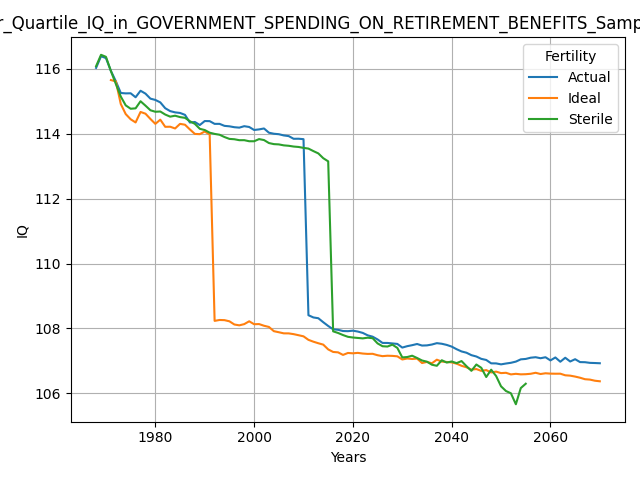 r_Quartile_IQ_in_GOVERNMENT_SPENDING_ON_RETIREMENT_BENEFITS_Samp
Fertility
Actual
Ideal
Sterile
116
114
112
110
108
106
IQ
1980 2000 2020 2040 2060
Years